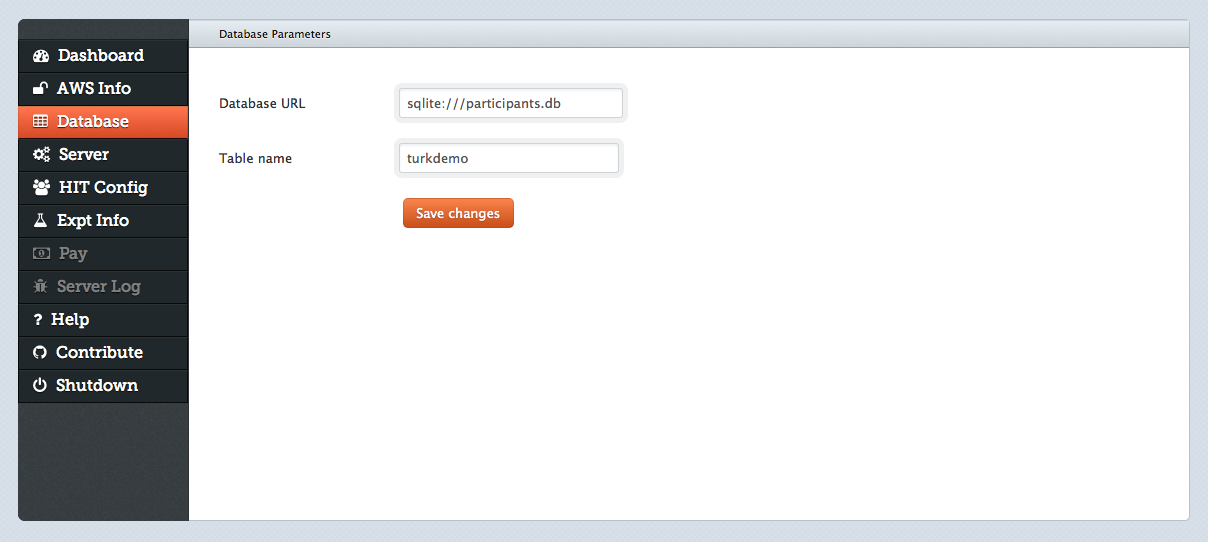 Dashboard
AWS Info
Database
Server
HIT Config
Expt Info
Pay
Server Log
? Help
Contribute
Shutdown
Database Parameters
Database URL
sqlite:///participants.db
Table name
turkdemo
Save changes